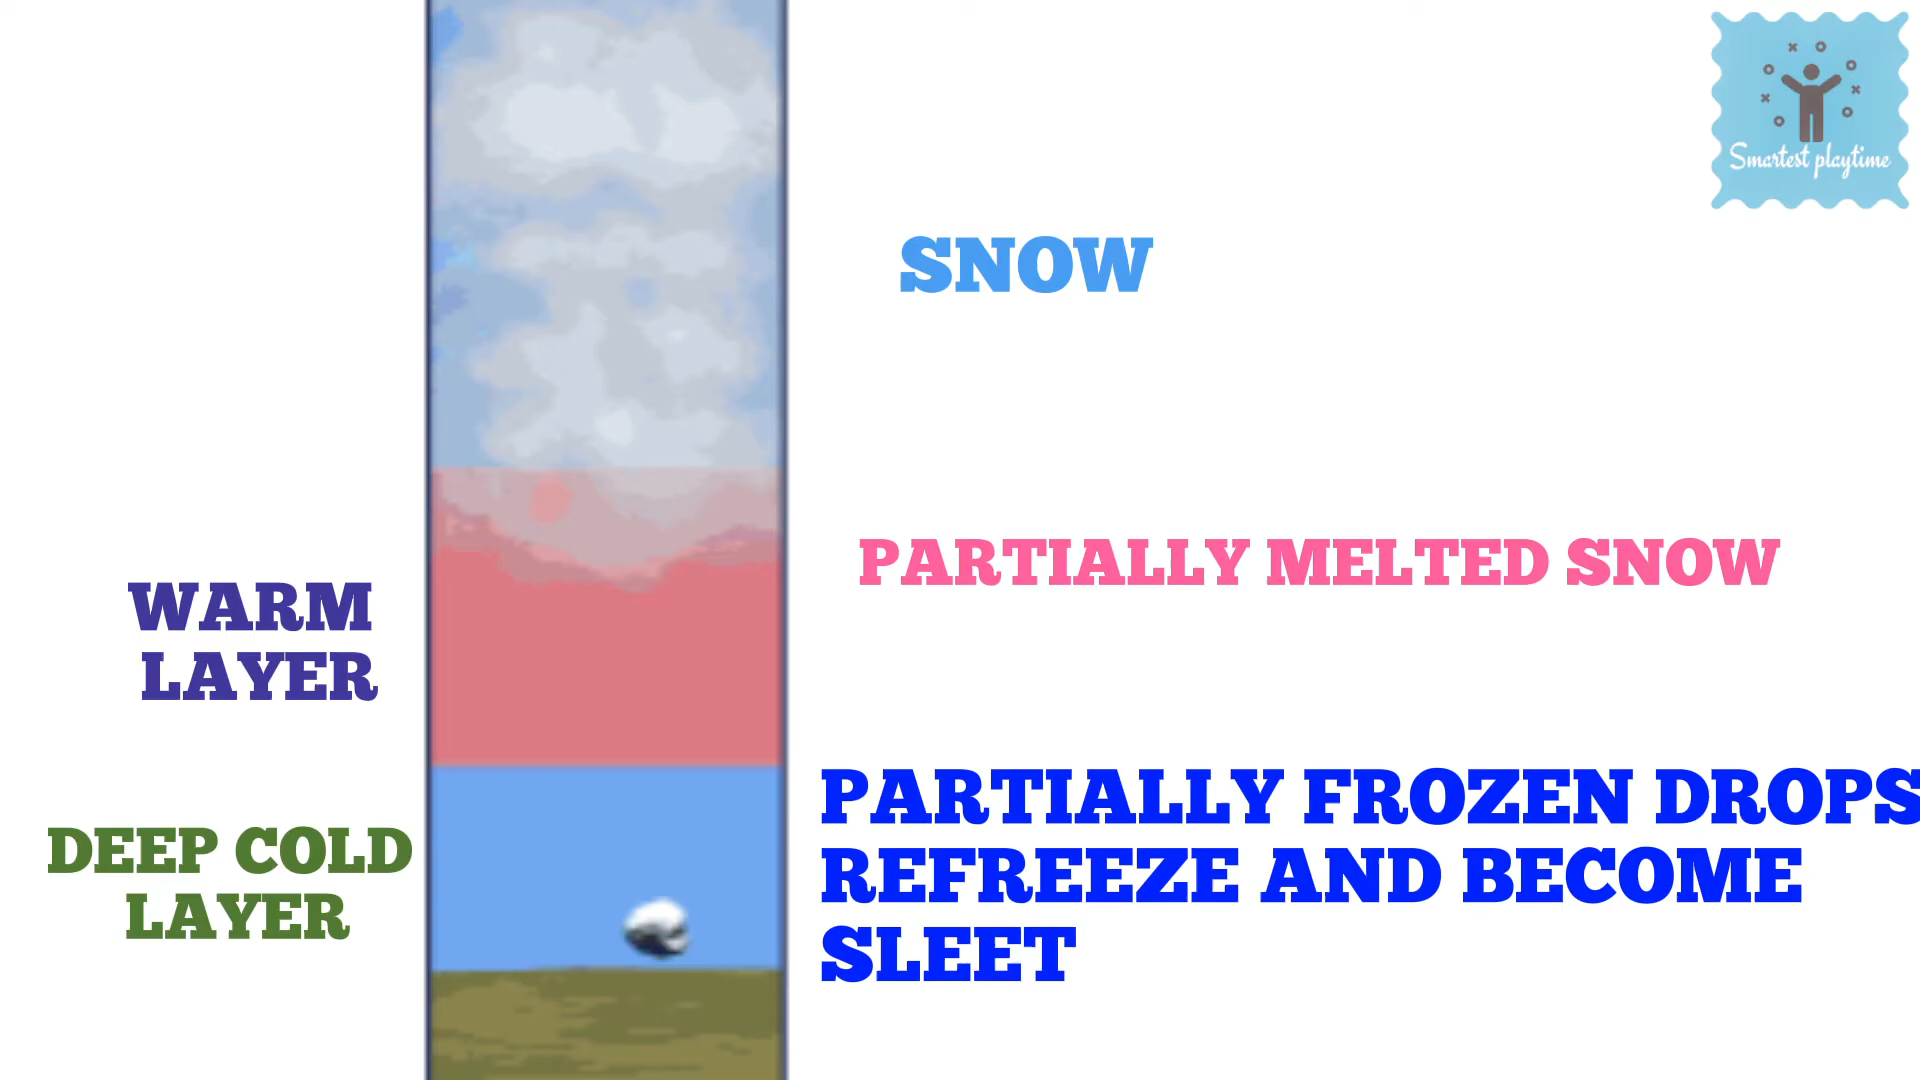 Smartest playtime
SNOW
PARTIALLY MELTED SNOW
WARM
LAYER
PARTIALLY FROZEN DROPS
REFREEZE AND BECOME
SLEET
DEEP COLD
LAYER